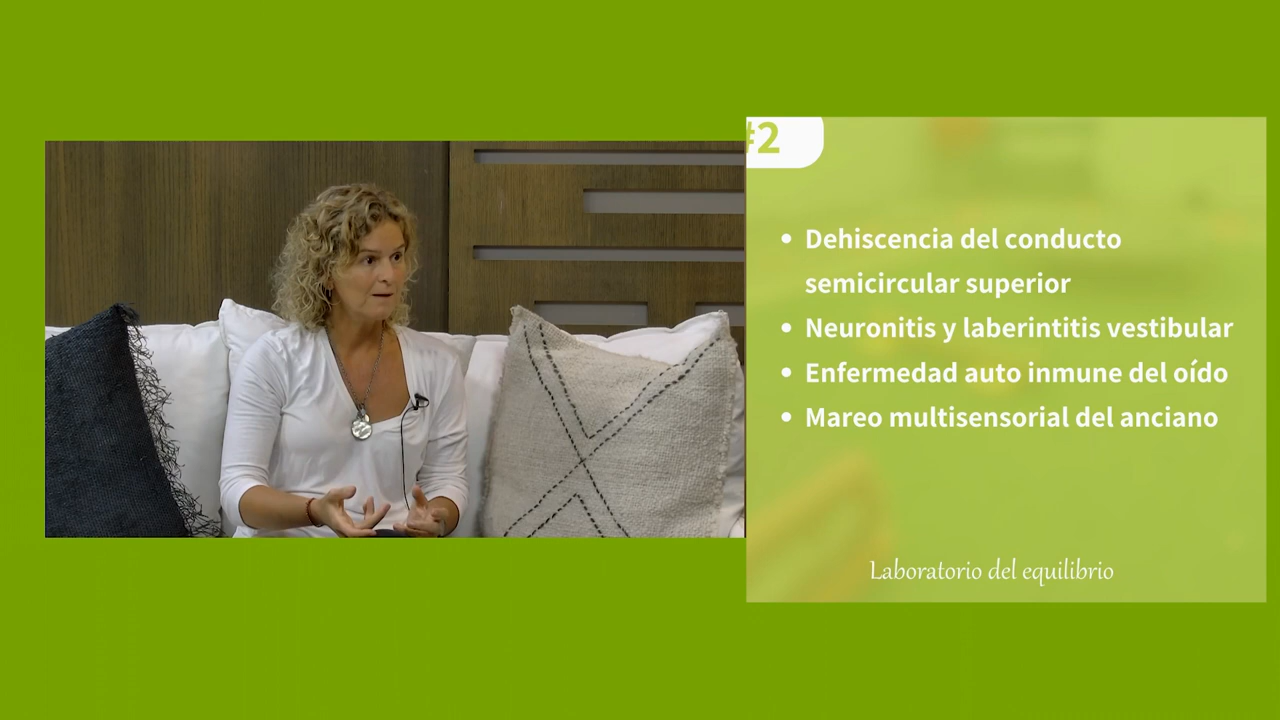 #2
• Dehiscencia del conducto
semicircular superior
• Neuronitis y laberintitis vestibular
• Enfermedad auto inmune del oído
• Mareo multisensorial del anciano
Laboratorio del equilibrio